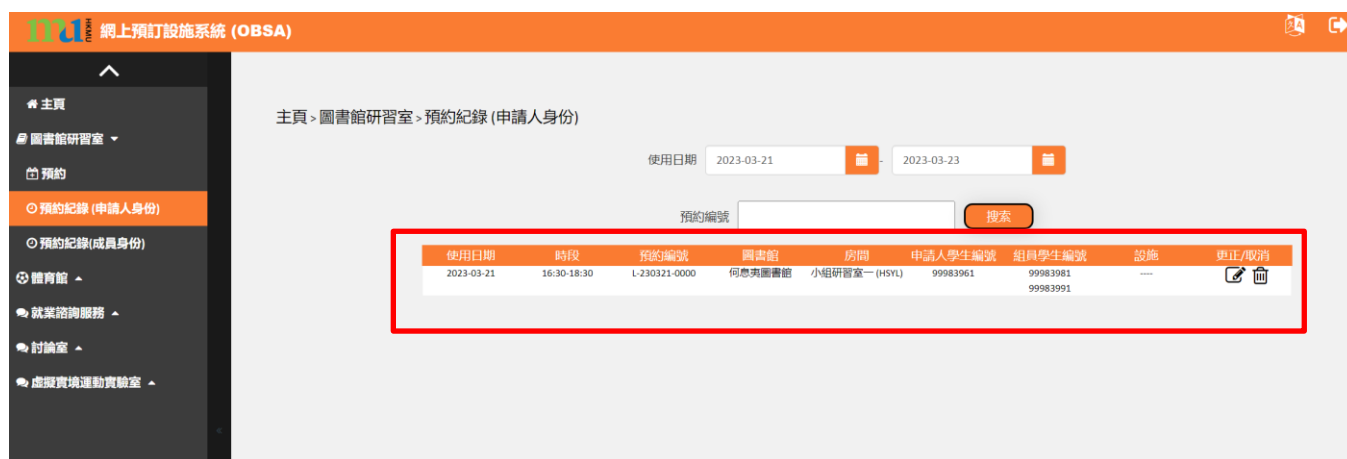 mu HKMU 網上預訂設施系統 (OBSA)
主頁
圖書館研習室
預約
預約紀錄 (申請人身份)
預約紀錄(成員身份)
體育館
就業諮詢服務
討論室
虛擬實境運動實驗室
主頁 > 圖書館研習室 > 預約紀錄 (申請人身份)
使用日期 2023-03-21 - 2023-03-23
預約編號 搜索
使用日期 時段 預約編號 圖書館 房間 申請人學生編號 組員學生編號 設施 更正/取消
2023-03-21 16:30-18:30 L-230321-0000 何息夷圖書館 小組研習室一 (HSYL) 99983961 99983981 ----
99983991